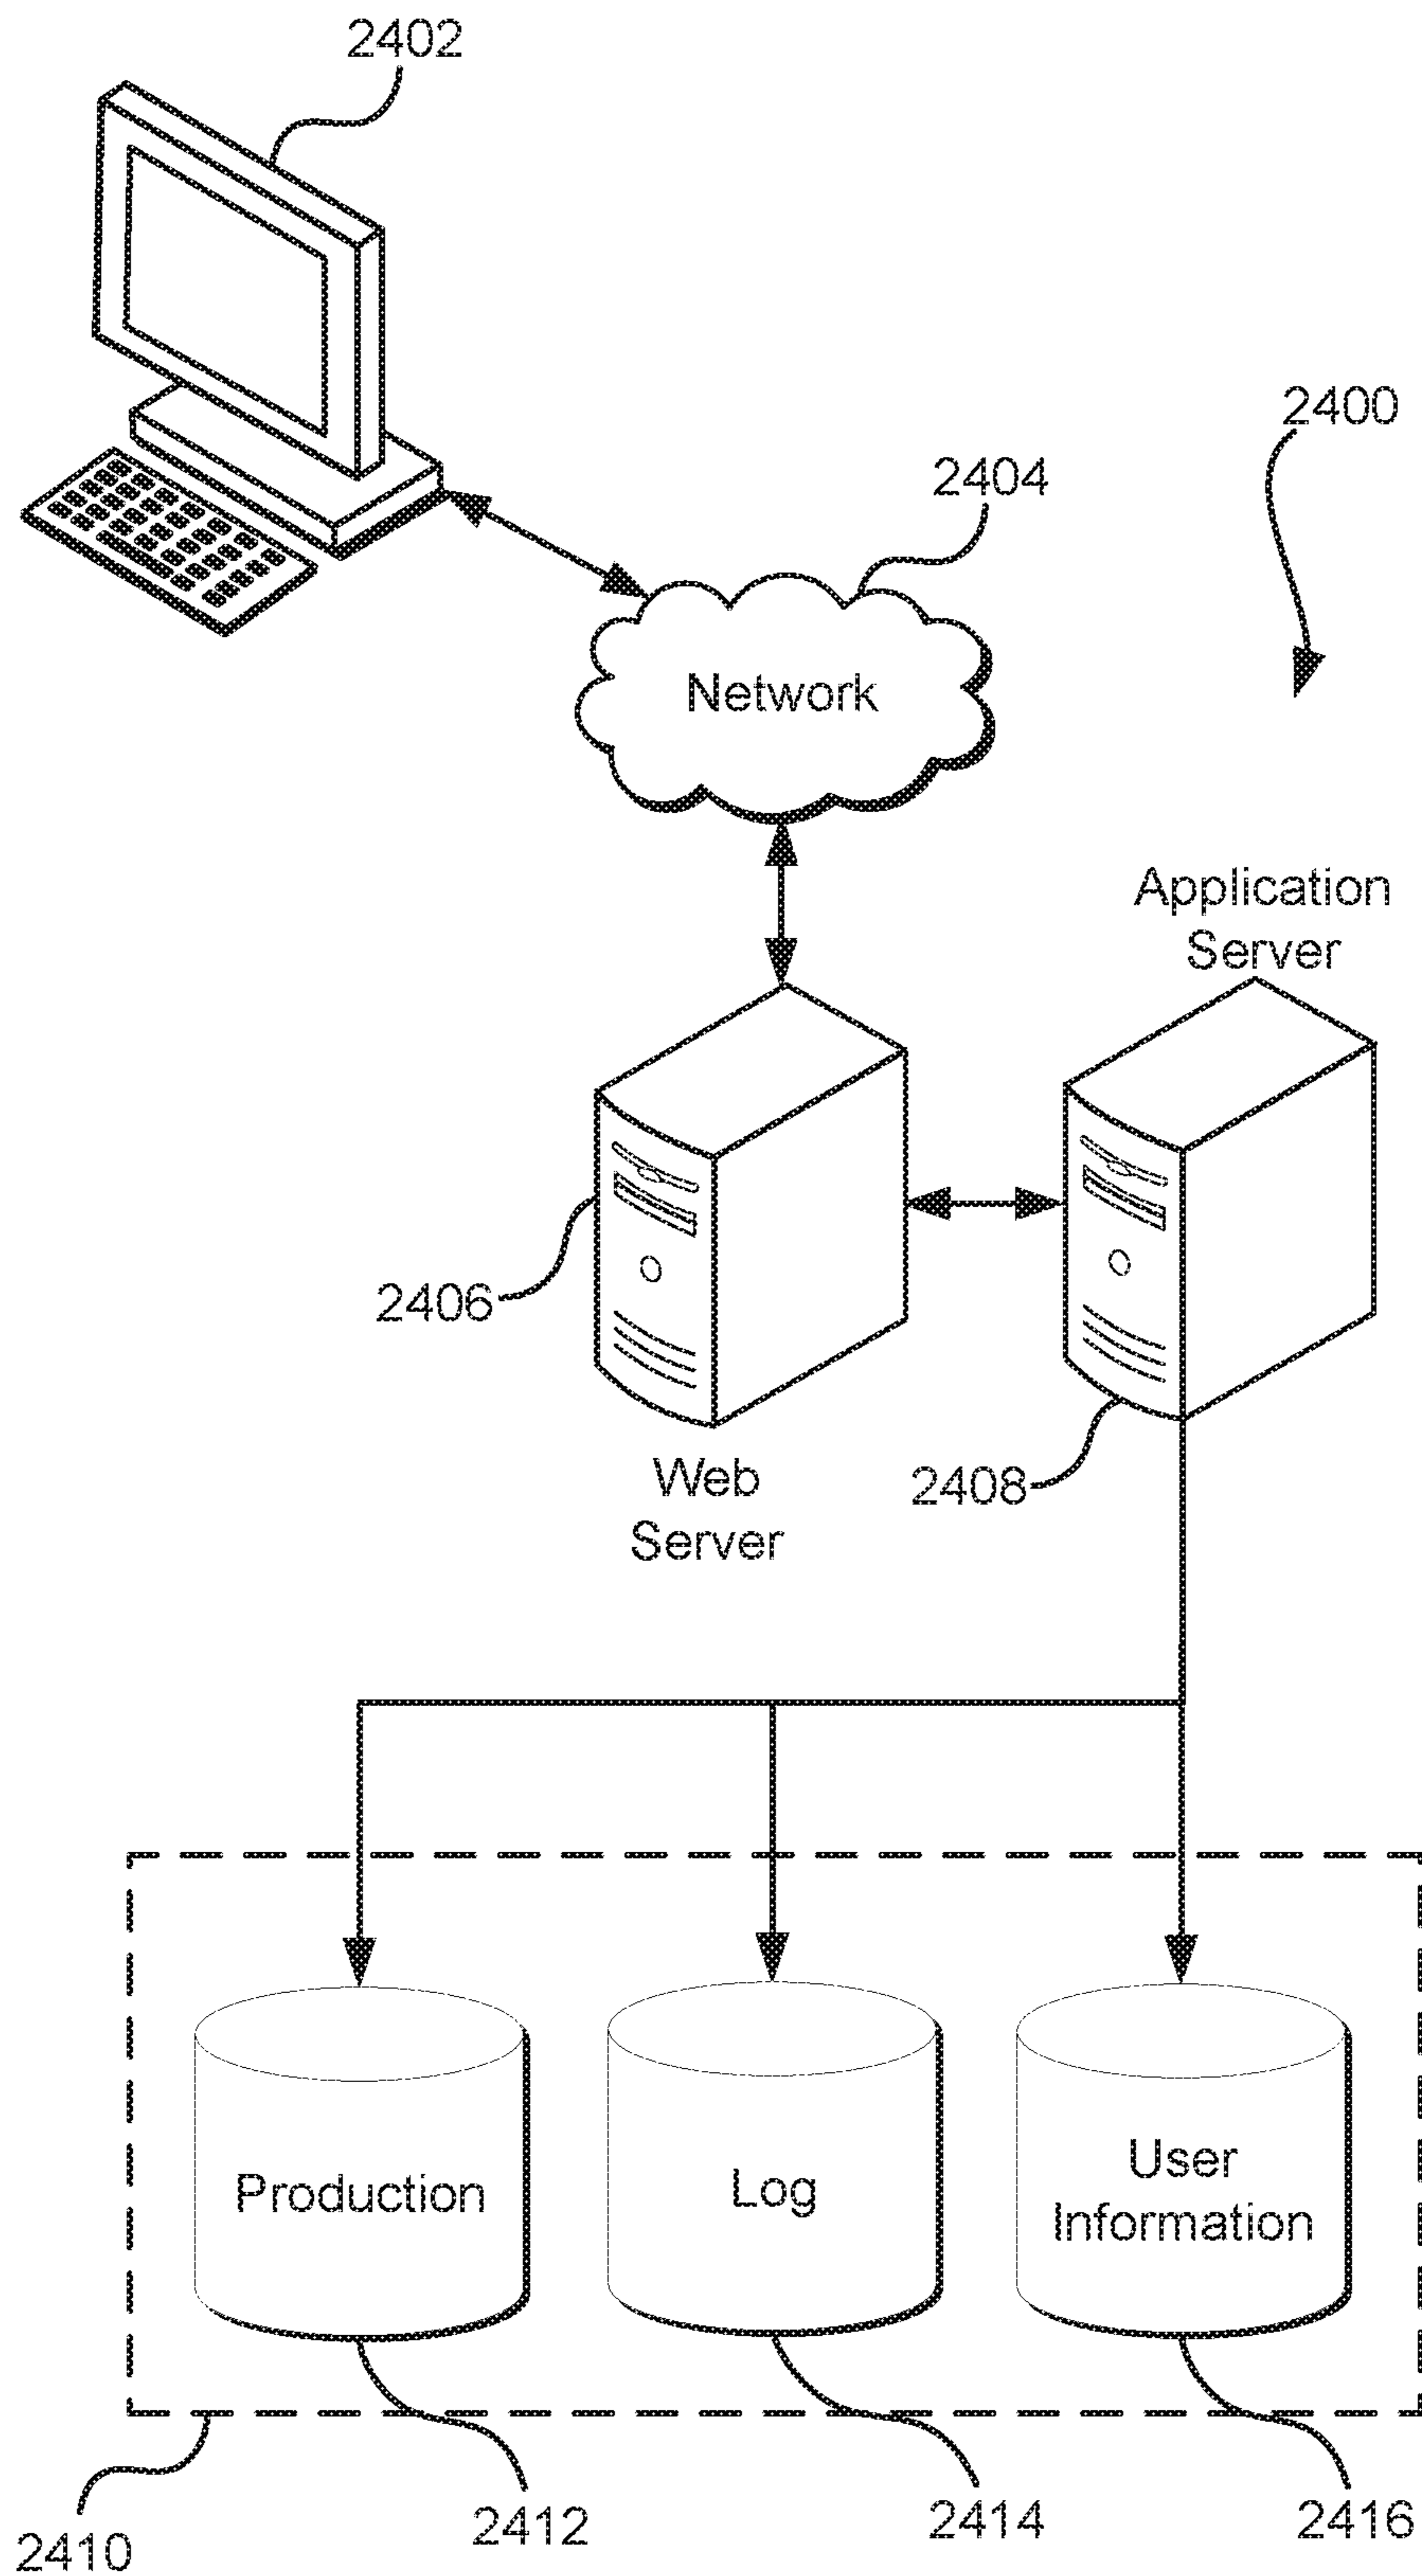 2402
2400
2404
Network
Application
Server
2406
2408
Web
Server
Production
Log
User
Information
2410
2412
2414
2416